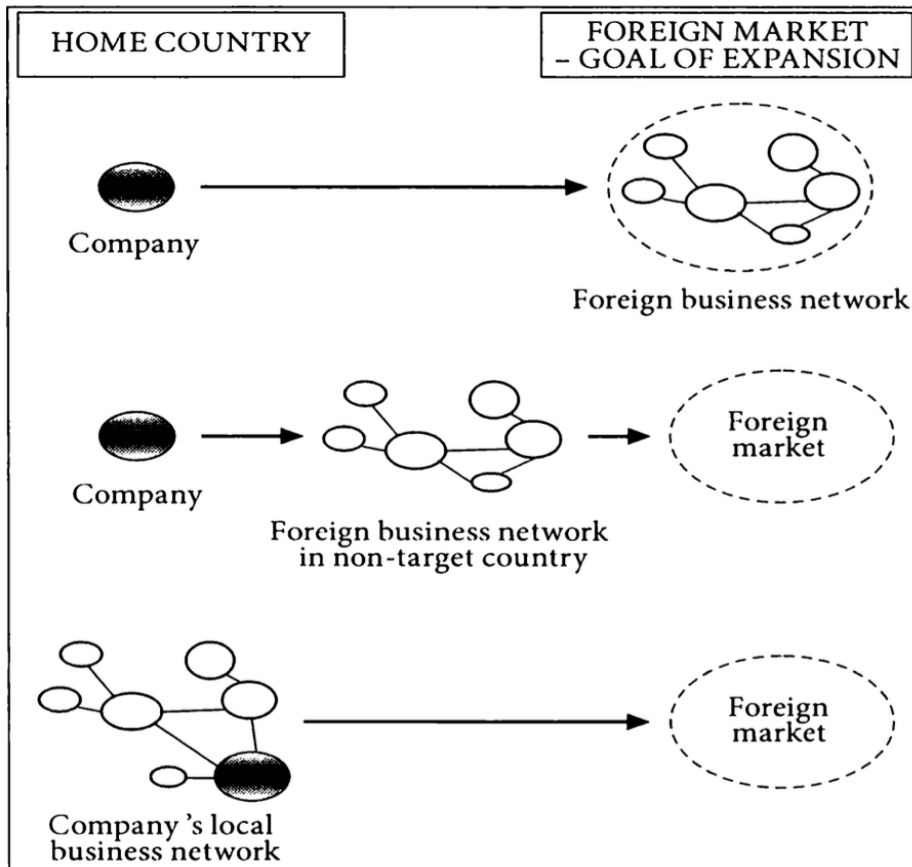 HOME COUNTRY
FOREIGN MARKET
– GOAL OF EXPANSION
Company
Foreign business network
Company
Foreign business network
in non-target country
Foreign
market
Company's local
business network
Foreign
market